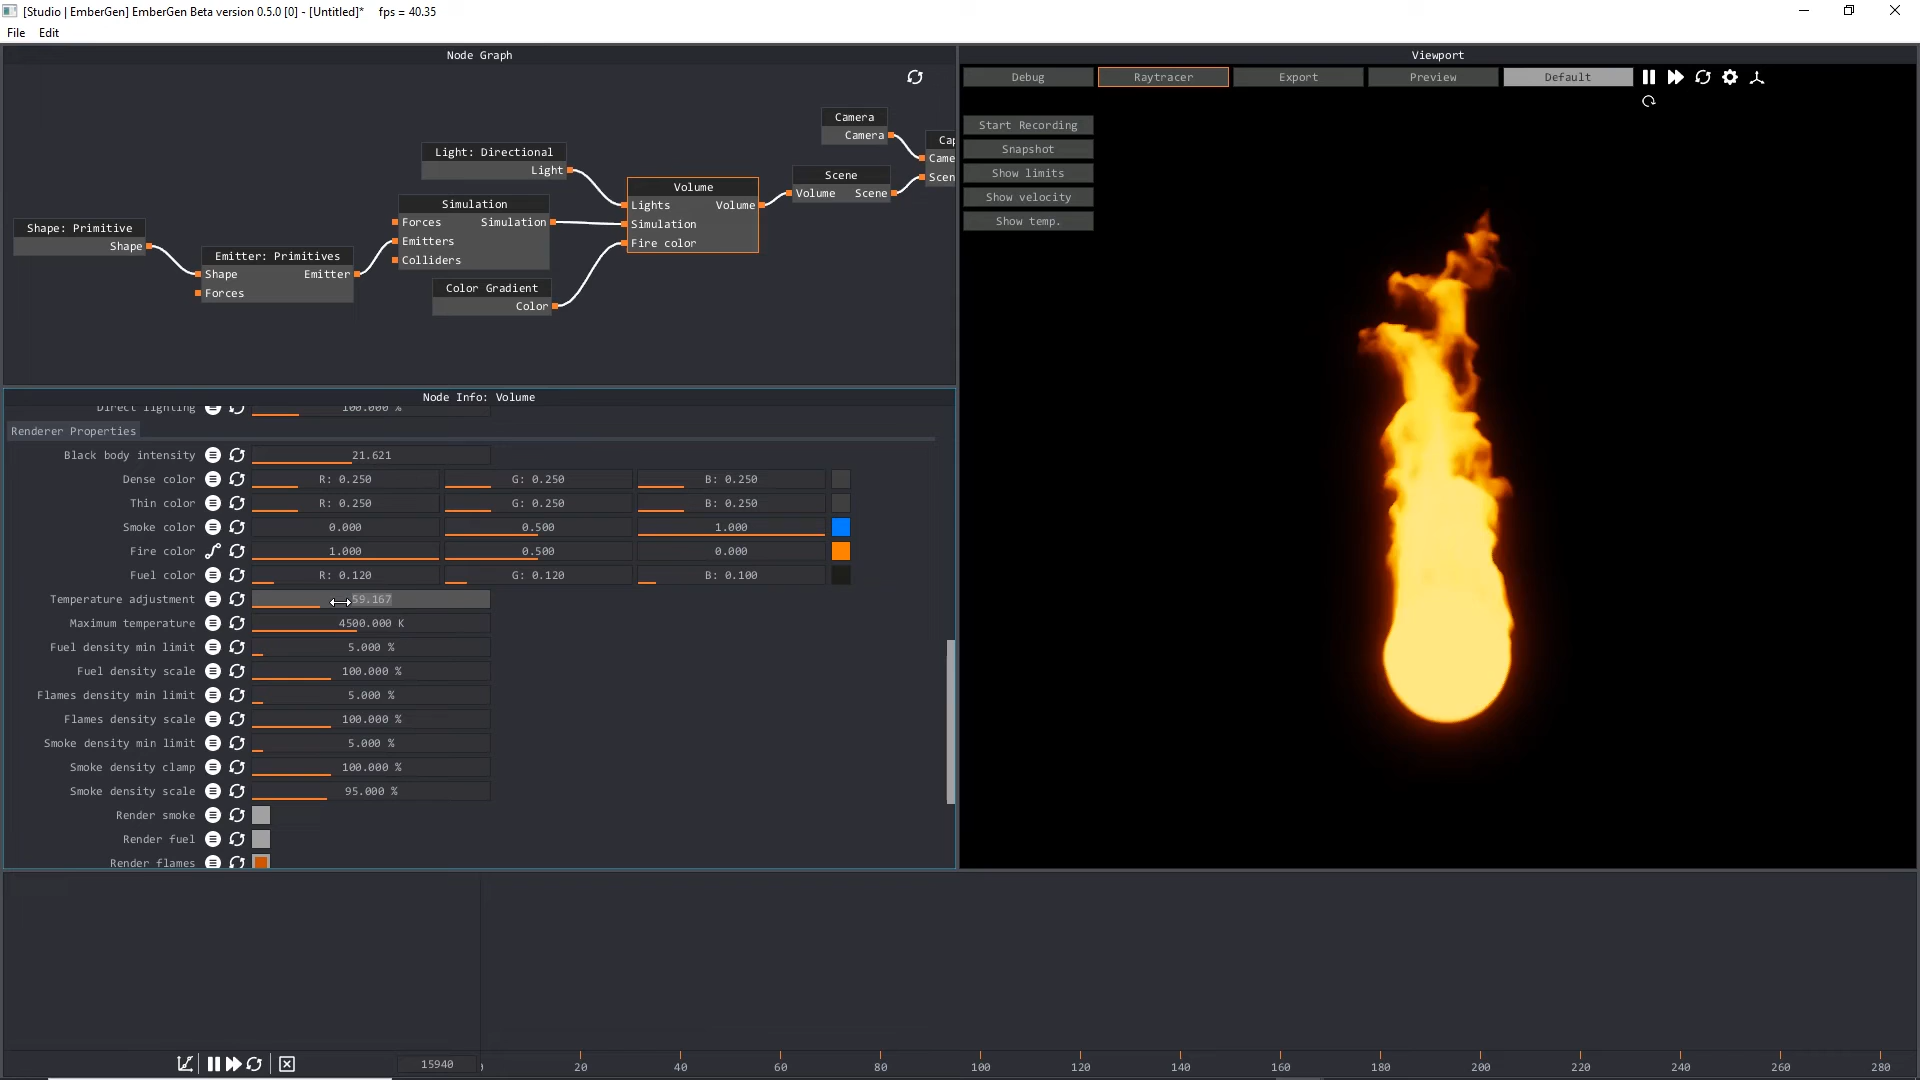 [Studio | EmberGen] EmberGen Beta version 0.5.0 [0] - [Untitled]*    fps = 40.35
File Edit
Node Graph
Camera
Camera
Light: Directional
Light
Scene
Volume Scene
Came
Scen
Volume
Lights Volume
Simulation
Fire color
Simulation
Forces Simulation
Emitters
Colliders
Shape: Primitive
Shape
Emitter: Primitives
Shape Emitter
Forces
Color Gradient
Color
Viewport
Debug Raytracer Export Preview Default
Start Recording
Snapshot
Show limits
Show velocity
Show temp.
Node Info: Volume
Direct lighting 100.000 %
Renderer Properties
Black body intensity 21.621
Dense color R: 0.250 G: 0.250 B: 0.250
Thin color R: 0.250 G: 0.250 B: 0.250
Smoke color 0.000 0.500 1.000
Fire color 1.000 0.500 0.000
Fuel color R: 0.120 G: 0.120 B: 0.100
Temperature adjustment 59.167
Maximum temperature 4500.000 K
Fuel density min limit 5.000 %
Fuel density scale 100.000 %
Flames density min limit 5.000 %
Flames density scale 100.000 %
Smoke density min limit 5.000 %
Smoke density clamp 100.000 %
Smoke density scale 95.000 %
Render smoke
Render fuel
Render flames
15940 20 40 60 80 100 120 140 160 180 200 220 240 260 280